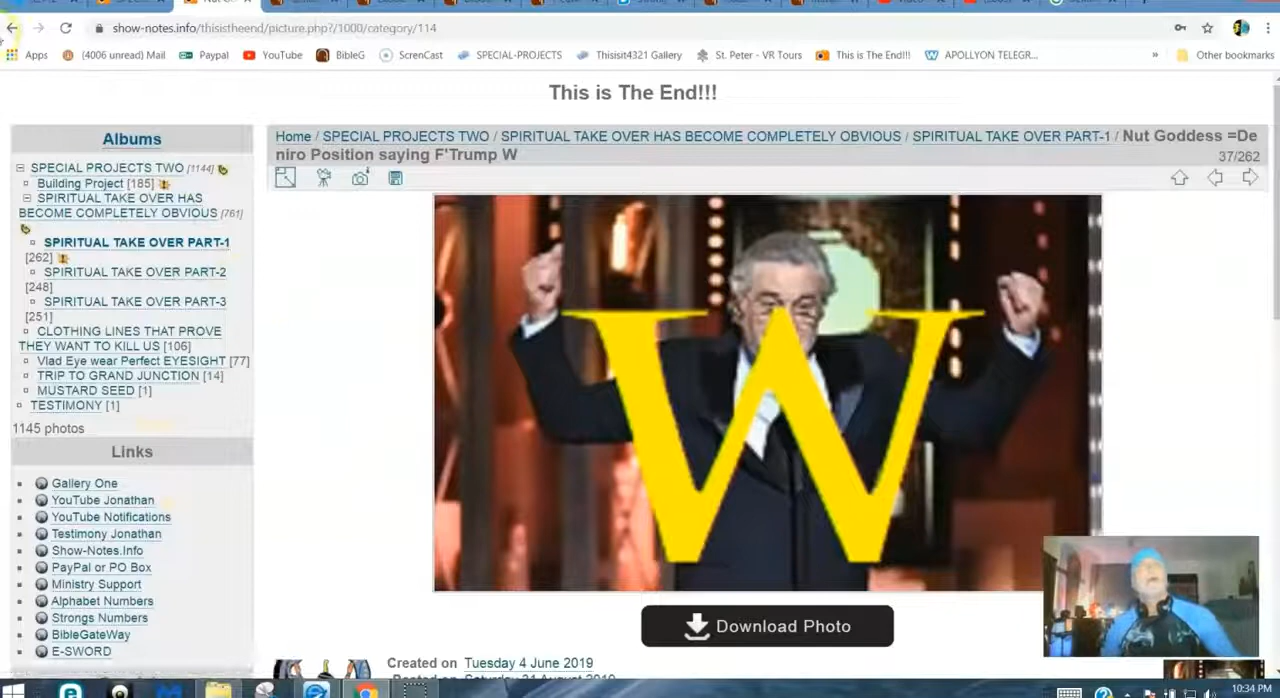 show-notes.info/thisistheend/picture.php?/1000/category/114
Apps (4006 unread) Mail Paypal YouTube BibleG ScrenCast SPECIAL-PROJECTS Thisisit4321 Gallery St. Peter - VR Tours This is The End!!! APOLLYON TELEGR... » Other bookmarks
This is The End!!!
Albums
SPECIAL PROJECTS TWO [1144]
Building Project [185]
SPIRITUAL TAKE OVER HAS
BECOME COMPLETELY OBVIOUS [761]
SPIRITUAL TAKE OVER PART-1
[262]
SPIRITUAL TAKE OVER PART-2
[248]
SPIRITUAL TAKE OVER PART-3
[251]
CLOTHING LINES THAT PROVE
THEY WANT TO KILL US [106]
Vlad Eye wear Perfect EYESIGHT [77]
TRIP TO GRAND JUNCTION [14]
MUSTARD SEED [1]
TESTIMONY [1]
1145 photos
Links
Gallery One
YouTube Jonathan
YouTube Notifications
Testimony Jonathan
Show-Notes.Info
PayPal or PO Box
Ministry Support
Alphabet Numbers
Strongs Numbers
BibleGateWay
E-SWORD
Home / SPECIAL PROJECTS TWO / SPIRITUAL TAKE OVER HAS BECOME COMPLETELY OBVIOUS / SPIRITUAL TAKE OVER PART-1 / Nut Goddess =De
niro Position saying F'Trump W
37/262
W
Download Photo
Created on Tuesday 4 June 2019
Posted on Saturday 31 August 2019
10:34 PM